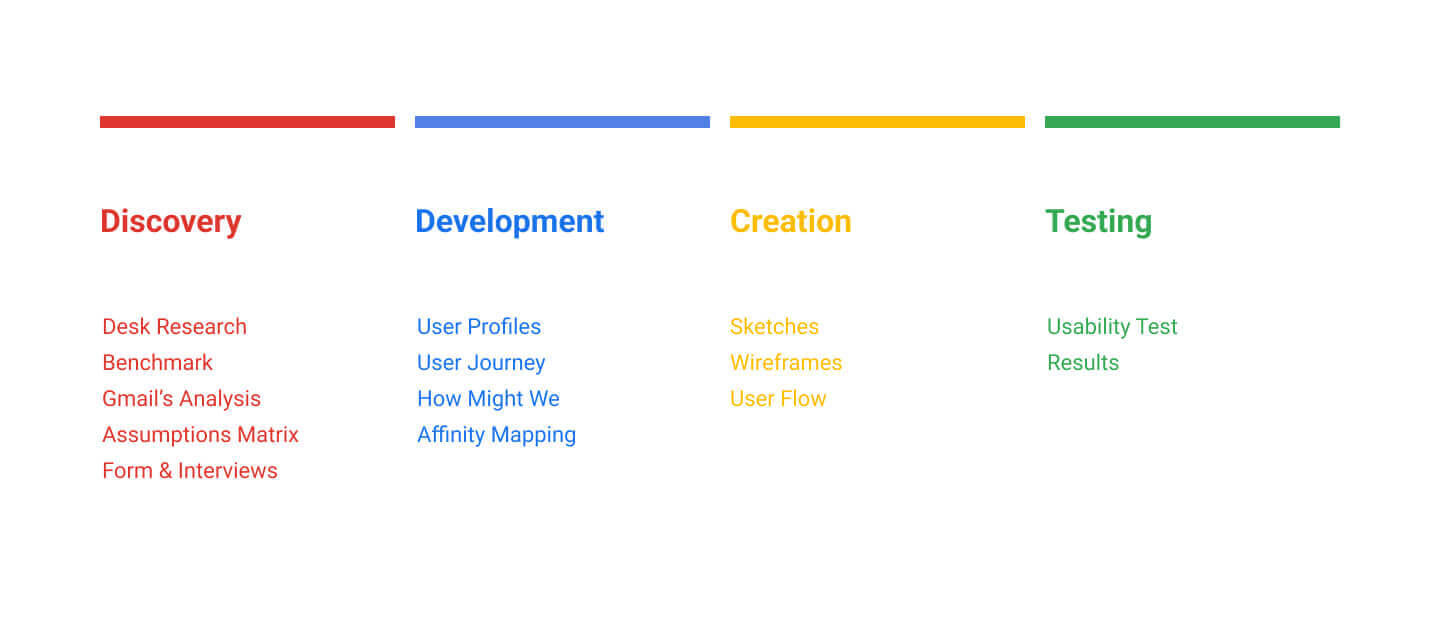 Discovery
Desk Research
Benchmark
Gmail’s Analysis
Assumptions Matrix
Form & Interviews
Development
User Profiles
User Journey
How Might We
Affinity Mapping
Creation
Sketches
Wireframes
User Flow
Testing
Usability Test
Results